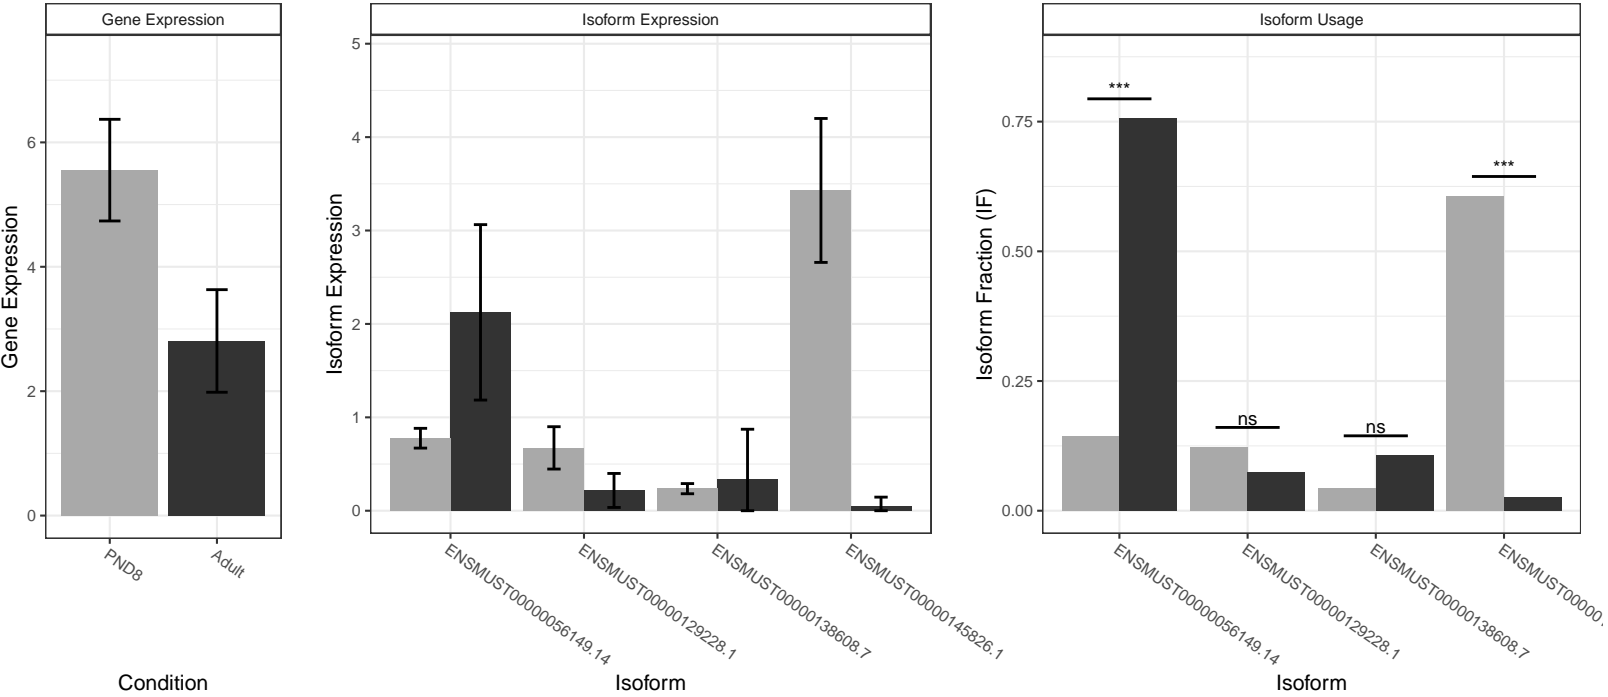 Gene Expression
Isoform Expression
Isoform Usage
Gene Expression
0
2
4
6
PND8
Adult
Condition
Isoform Expression
0
1
2
3
4
5
ENSMUST00000056149.14
ENSMUST00000129228.1
ENSMUST00000138608.7
ENSMUST00000145826.1
Isoform
Isoform Fraction (IF)
0.00
0.25
0.50
0.75
***
ns
ns
***
ENSMUST00000056149.14
ENSMUST00000129228.1
ENSMUST00000138608.7
Isoform